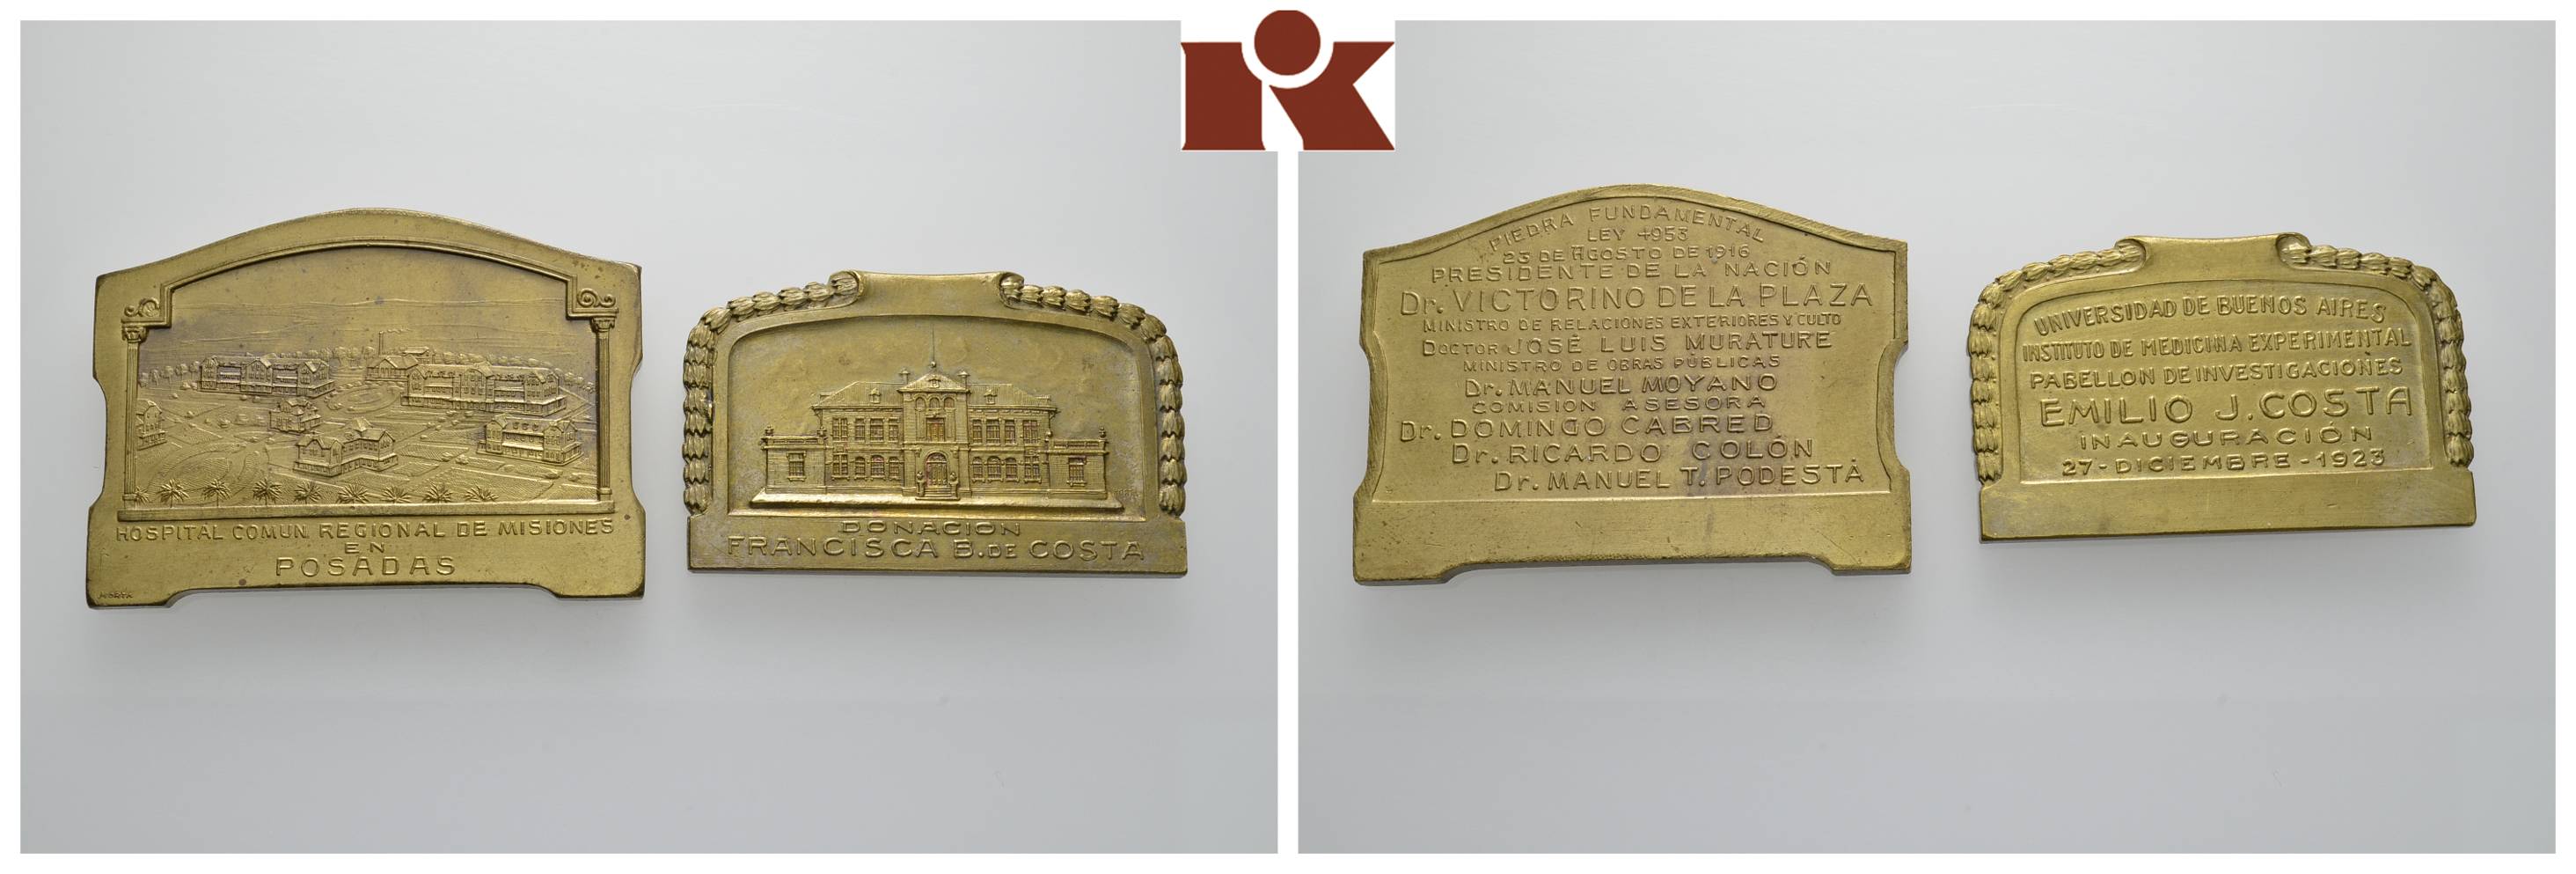 HOSPITAL COMUN. REGIONAL DE MISIONES
EN
POSADAS
HORTA
DONACION
FRANCISCA B. DE COSTA
PIEDRA FUNDAMENTAL
LEY 4953
23 DE AGOSTO DE 1916
PRESIDENTE DE LA NACIÓN
Dr. VICTORINO DE LA PLAZA
MINISTRO DE RELACIONES EXTERIORES Y CULTO
DOCTOR JOSÉ LUIS MURATURE
MINISTRO DE OBRAS PÚBLICAS
Dr. MANUEL MOYANO
COMISION ASESORA
Dr. DOMINGO CABRED
Dr. RICARDO COLÓN
Dr. MANUEL T. PODESTÁ
UNIVERSIDAD DE BUENOS AIRES
INSTITUTO DE MEDICINA EXPERIMENTAL
PABELLON DE INVESTIGACIONES
EMILIO J. COSTA
INAUGURACIÓN
27-DICIEMBRE-1923